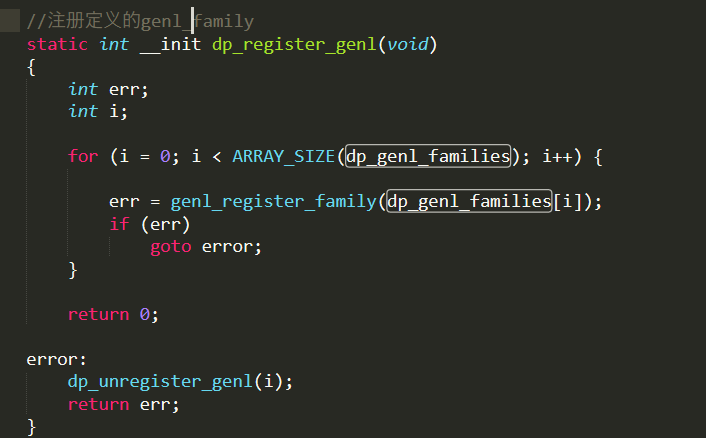 //注册定义的genl_family
static int __init dp_register_genl(void)
{
    int err;
    int i;

    for (i = 0; i < ARRAY_SIZE(dp_genl_families); i++) {

        err = genl_register_family(dp_genl_families[i]);
        if (err)
            goto error;
    }

    return 0;

error:
    dp_unregister_genl(i);
    return err;
}